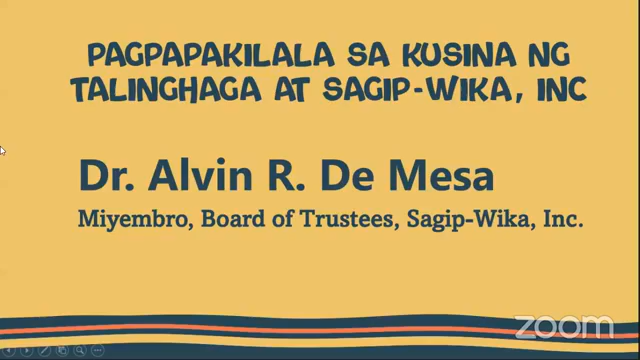 PAGPAPAKILALA SA KUSINA NG
TALINGHAGA AT SAGIP-WIKA, INC
Dr. Alvin R. De Mesa
Miyembro, Board of Trustees, Sagip-Wika, Inc.
zoom